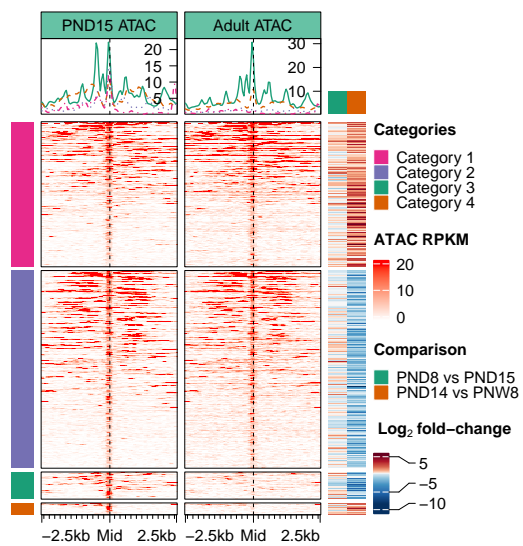 PND15 ATAC
Adult ATAC
20
15
10
5
30
10
Categories
Category 1
Category 2
Category 3
Category 4
ATAC RPKM
20
10
0
Comparison
PND8 vs PND15
PND14 vs PNW8
Log₂ fold−change
5
−5
−10
−2.5kb Mid 2.5kb
−2.5kb Mid 2.5kb